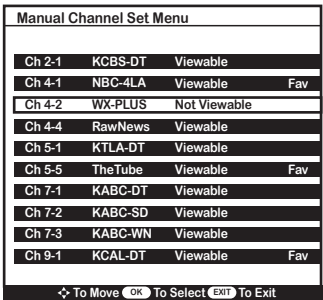 Manual Channel Set Menu
Ch 2-1 KCBS-DT Viewable
Ch 4-1 NBC-4LA Viewable Fav
Ch 4-2 WX-PLUS Not Viewable
Ch 4-4 RawNews Viewable
Ch 5-1 KTLA-DT Viewable
Ch 5-5 TheTube Viewable Fav
Ch 7-1 KABC-DT Viewable
Ch 7-2 KABC-SD Viewable
Ch 7-3 KABC-WN Viewable
Ch 9-1 KCAL-DT Viewable Fav
To Move OK To Select EXIT To Exit